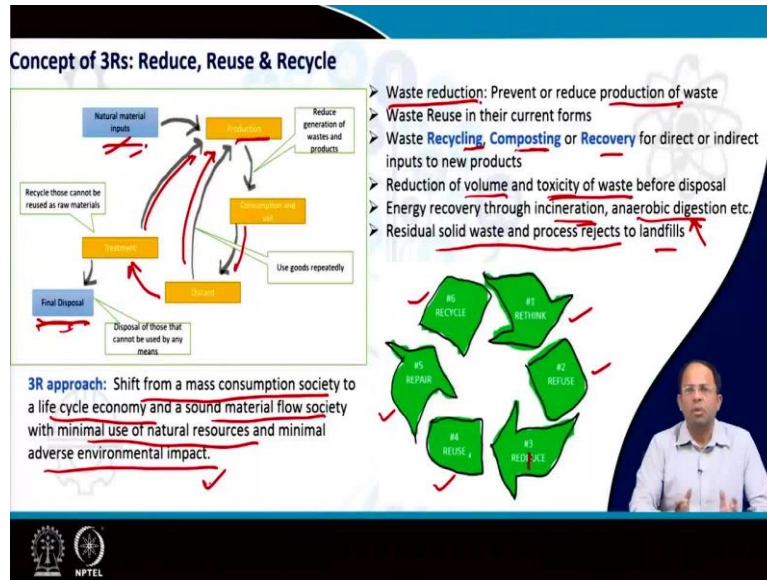 Concept of 3Rs: Reduce, Reuse & Recycle
Natural material
inputs
Production
Reduce
generation of
wastes and
products
Recycle those cannot be
reused as raw materials
Consumption and
use
Treatment
Use goods repeatedly
Discard
Final Disposal
Disposal of those that
cannot be used by any
means
3R approach: Shift from a mass consumption society to
a life cycle economy and a sound material flow society
with minimal use of natural resources and minimal
adverse environmental impact.
Waste reduction: Prevent or reduce production of waste
Waste Reuse in their current forms
Waste Recycling, Composting or Recovery for direct or indirect
inputs to new products
Reduction of volume and toxicity of waste before disposal
Energy recovery through incineration, anaerobic digestion etc.
Residual solid waste and process rejects to landfills
#6
RECYCLE
#1
RETHINK
#5
REPAIR
#2
REFUSE
#4
REUSE
#3
REDUCE
NPTEL